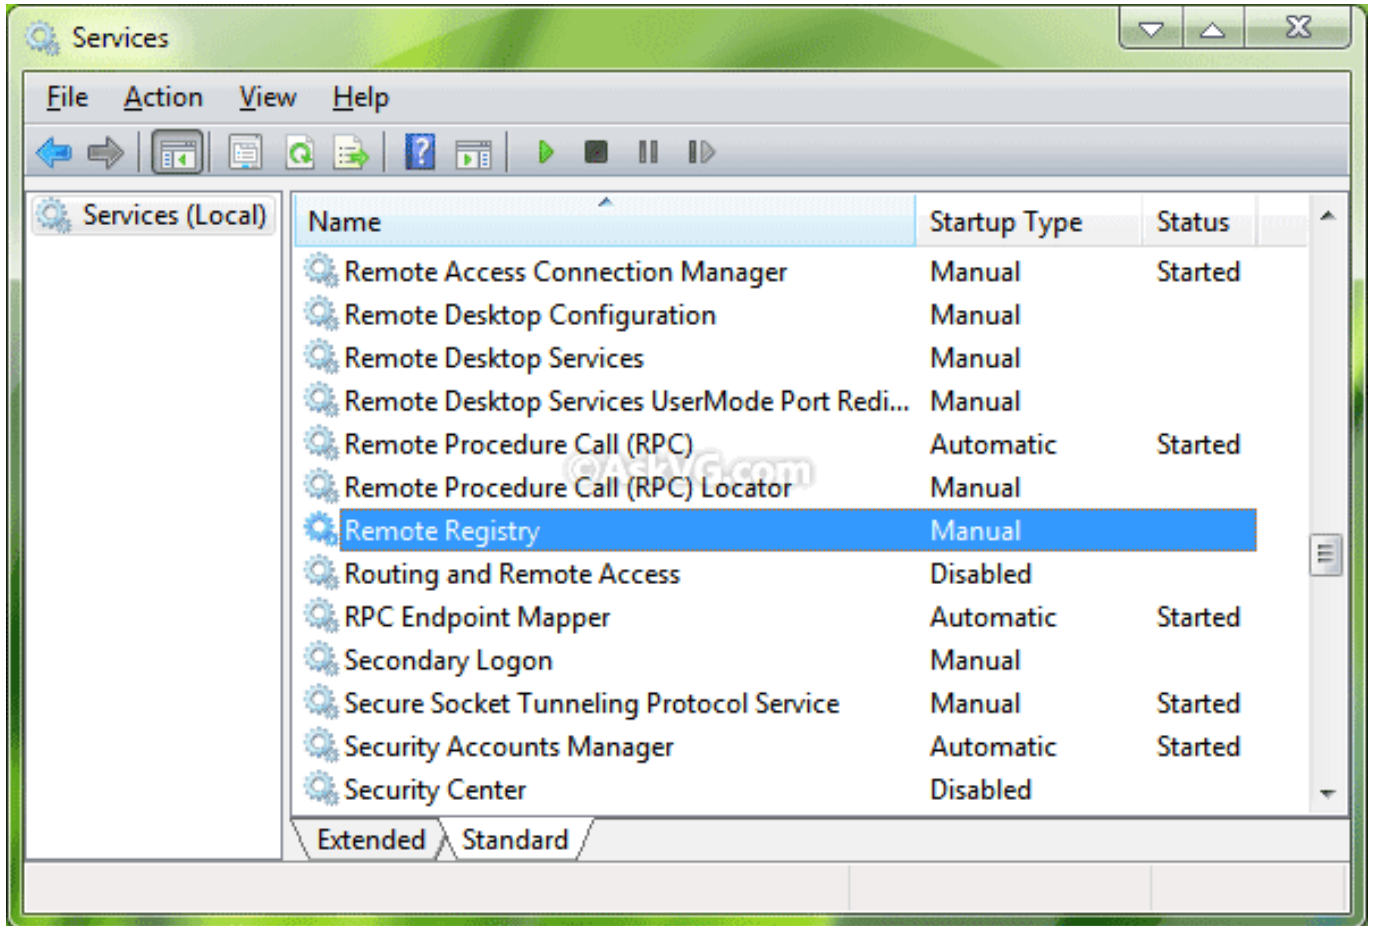 Services
File Action View Help
Services (Local)
Name Startup Type Status
Remote Access Connection Manager Manual Started
Remote Desktop Configuration Manual
Remote Desktop Services Manual
Remote Desktop Services UserMode Port Redi... Manual
Remote Procedure Call (RPC) Automatic Started
©AskVG.com
Remote Procedure Call (RPC) Locator Manual
Remote Registry Manual
Routing and Remote Access Disabled
RPC Endpoint Mapper Automatic Started
Secondary Logon Manual
Secure Socket Tunneling Protocol Service Manual Started
Security Accounts Manager Automatic Started
Security Center Disabled
Extended Standard